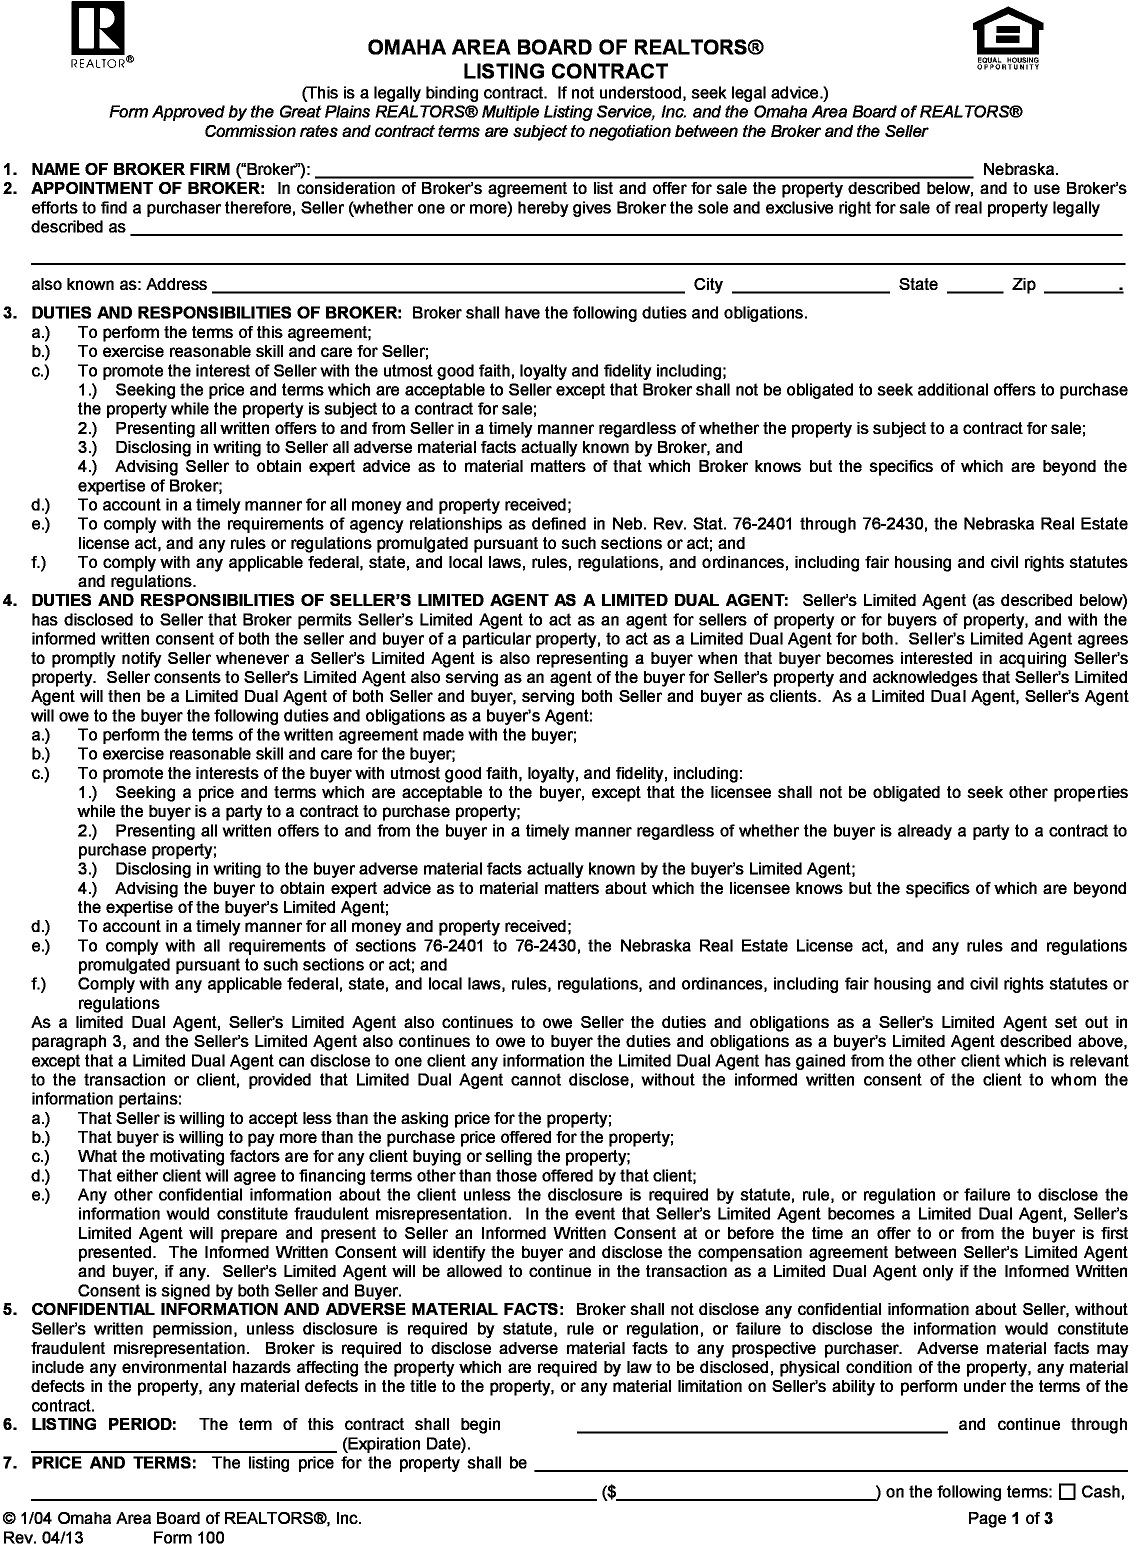 OMAHA AREA BOARD OF REALTORS®
LISTING CONTRACT
REALTOR®
EQUAL HOUSING
OPPORTUNITY
(This is a legally binding contract. If not understood, seek legal advice.)
Form Approved by the Great Plains REALTORS® Multiple Listing Service, Inc. and the Omaha Area Board of REALTORS®
Commission rates and contract terms are subject to negotiation between the Broker and the Seller
1. NAME OF BROKER FIRM (“Broker”): Nebraska.
2. APPOINTMENT OF BROKER: In consideration of Broker’s agreement to list and offer for sale the property described below, and to use Broker’s
efforts to find a purchaser therefore, Seller (whether one or more) hereby gives Broker the sole and exclusive right for sale of real property legally
described as
also known as: Address City State Zip .
3. DUTIES AND RESPONSIBILITIES OF BROKER: Broker shall have the following duties and obligations.
a.) To perform the terms of this agreement;
b.) To exercise reasonable skill and care for Seller;
c.) To promote the interest of Seller with the utmost good faith, loyalty and fidelity including;
1.) Seeking the price and terms which are acceptable to Seller except that Broker shall not be obligated to seek additional offers to purchase
the property while the property is subject to a contract for sale;
2.) Presenting all written offers to and from Seller in a timely manner regardless of whether the property is subject to a contract for sale;
3.) Disclosing in writing to Seller all adverse material facts actually known by Broker, and
4.) Advising Seller to obtain expert advice as to material matters of that which Broker knows but the specifics of which are beyond the
expertise of Broker;
d.) To account in a timely manner for all money and property received;
e.) To comply with the requirements of agency relationships as defined in Neb. Rev. Stat. 76-2401 through 76-2430, the Nebraska Real Estate
license act, and any rules or regulations promulgated pursuant to such sections or act; and
f.) To comply with any applicable federal, state, and local laws, rules, regulations, and ordinances, including fair housing and civil rights statutes
and regulations.
4. DUTIES AND RESPONSIBILITIES OF SELLER’S LIMITED AGENT AS A LIMITED DUAL AGENT: Seller’s Limited Agent (as described below)
has disclosed to Seller that Broker permits Seller’s Limited Agent to act as an agent for sellers of property or for buyers of property, and with the
informed written consent of both the seller and buyer of a particular property, to act as a Limited Dual Agent for both. Seller’s Limited Agent agrees
to promptly notify Seller whenever a Seller’s Limited Agent is also representing a buyer when that buyer becomes interested in acquiring Seller’s
property. Seller consents to Seller’s Limited Agent also serving as an agent of the buyer for Seller’s property and acknowledges that Seller’s Limited
Agent will then be a Limited Dual Agent of both Seller and buyer, serving both Seller and buyer as clients. As a Limited Dual Agent, Seller’s Agent
will owe to the buyer the following duties and obligations as a buyer’s Agent:
a.) To perform the terms of the written agreement made with the buyer;
b.) To exercise reasonable skill and care for the buyer;
c.) To promote the interests of the buyer with utmost good faith, loyalty, and fidelity, including:
1.) Seeking a price and terms which are acceptable to the buyer, except that the licensee shall not be obligated to seek other properties
while the buyer is a party to a contract to purchase property;
2.) Presenting all written offers to and from the buyer in a timely manner regardless of whether the buyer is already a party to a contract to
purchase property;
3.) Disclosing in writing to the buyer adverse material facts actually known by the buyer’s Limited Agent;
4.) Advising the buyer to obtain expert advice as to material matters about which the licensee knows but the specifics of which are beyond
the expertise of the buyer’s Limited Agent;
d.) To account in a timely manner for all money and property received;
e.) To comply with all requirements of sections 76-2401 to 76-2430, the Nebraska Real Estate License act, and any rules and regulations
promulgated pursuant to such sections or act; and
f.) Comply with any applicable federal, state, and local laws, rules, regulations, and ordinances, including fair housing and civil rights statutes or
regulations
As a limited Dual Agent, Seller’s Limited Agent also continues to owe Seller the duties and obligations as a Seller’s Limited Agent set out in
paragraph 3, and the Seller’s Limited Agent also continues to owe to buyer the duties and obligations as a buyer’s Limited Agent described above,
except that a Limited Dual Agent can disclose to one client any information the Limited Dual Agent has gained from the other client which is relevant
to the transaction or client, provided that Limited Dual Agent cannot disclose, without the informed written consent of the client to whom the
information pertains:
a.) That Seller is willing to accept less than the asking price for the property;
b.) That buyer is willing to pay more than the purchase price offered for the property;
c.) What the motivating factors are for any client buying or selling the property;
d.) That either client will agree to financing terms other than those offered by that client;
e.) Any other confidential information about the client unless the disclosure is required by statute, rule, or regulation or failure to disclose the
information would constitute fraudulent misrepresentation. In the event that Seller’s Limited Agent becomes a Limited Dual Agent, Seller’s
Limited Agent will prepare and present to Seller an Informed Written Consent at or before the time an offer to or from the buyer is first
presented. The Informed Written Consent will identify the buyer and disclose the compensation agreement between Seller’s Limited Agent
and buyer, if any. Seller’s Limited Agent will be allowed to continue in the transaction as a Limited Dual Agent only if the Informed Written
Consent is signed by both Seller and Buyer.
5. CONFIDENTIAL INFORMATION AND ADVERSE MATERIAL FACTS: Broker shall not disclose any confidential information about Seller, without
Seller’s written permission, unless disclosure is required by statute, rule or regulation, or failure to disclose the information would constitute
fraudulent misrepresentation. Broker is required to disclose adverse material facts to any prospective purchaser. Adverse material facts may
include any environmental hazards affecting the property which are required by law to be disclosed, physical condition of the property, any material
defects in the property, any material defects in the title to the property, or any material limitation on Seller’s ability to perform under the terms of the
contract.
6. LISTING PERIOD: The term of this contract shall begin and continue through
(Expiration Date).
7. PRICE AND TERMS: The listing price for the property shall be
($ ) on the following terms: ☐ Cash,
© 1/04 Omaha Area Board of REALTORS®, Inc. Page 1 of 3
Rev. 04/13 Form 100